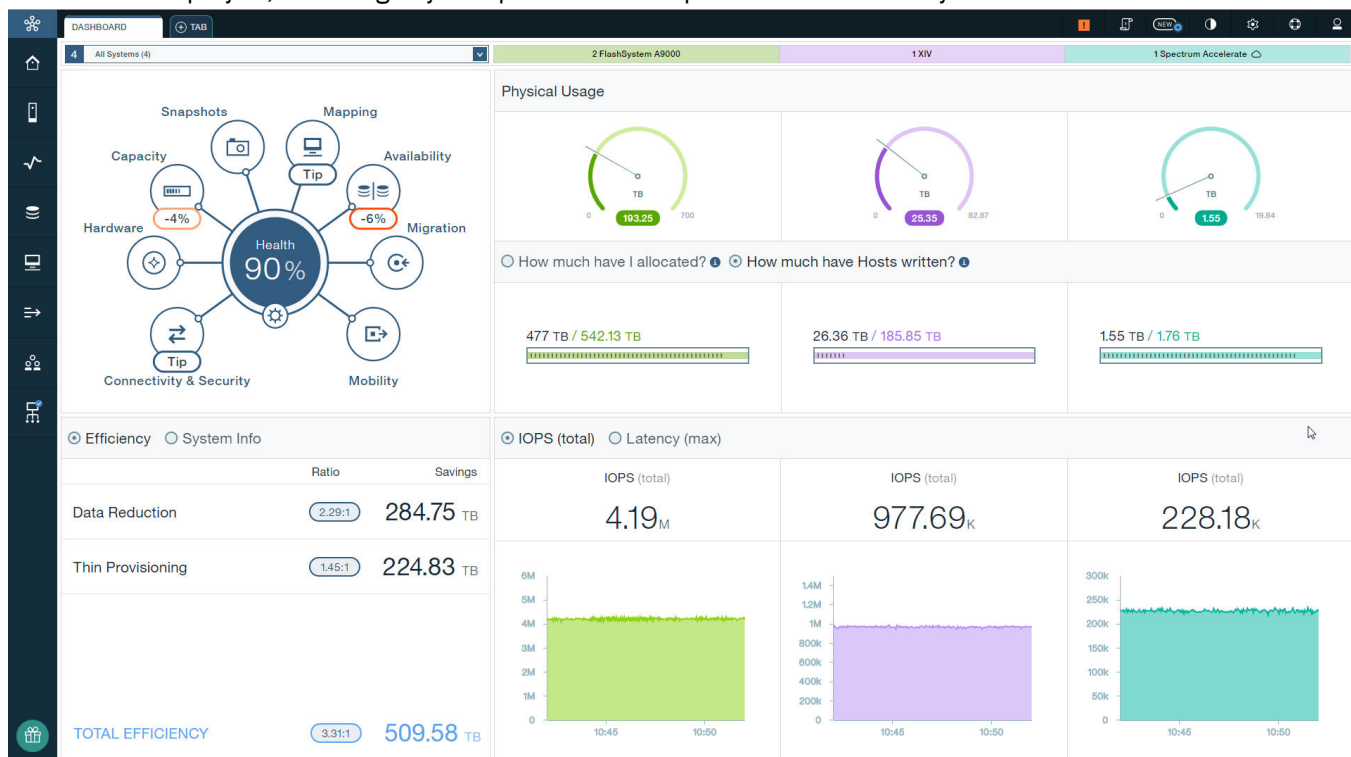 DASHBOARD
TAB
!
NEW
4 All Systems (4)
2 FlashSystem A9000
1 XIV
1 Spectrum Accelerate
Snapshots
Mapping
Capacity
Availability
Tip
-4%
-6%
Hardware
Migration
Health
90%
Tip
Connectivity & Security
Mobility
Physical Usage
TB
0
193.25
700
TB
0
25.35
82.87
TB
0
1.55
19.84
How much have I allocated?
How much have Hosts written?
477 TB / 542.13 TB
26.36 TB / 185.85 TB
1.55 TB / 1.76 TB
Efficiency
System Info
Ratio
Savings
Data Reduction
2.29:1
284.75 TB
Thin Provisioning
1.45:1
224.83 TB
TOTAL EFFICIENCY
3.31:1
509.58 TB
IOPS (total)
Latency (max)
IOPS (total)
4.19M
6M
5M
4M
3M
2M
1M
0
10:45
10:50
IOPS (total)
977.69K
1.4M
1.2M
1M
800k
600k
400k
200k
0
10:45
10:50
IOPS (total)
228.18K
300k
250k
200k
150k
100k
50k
0
10:45
10:50